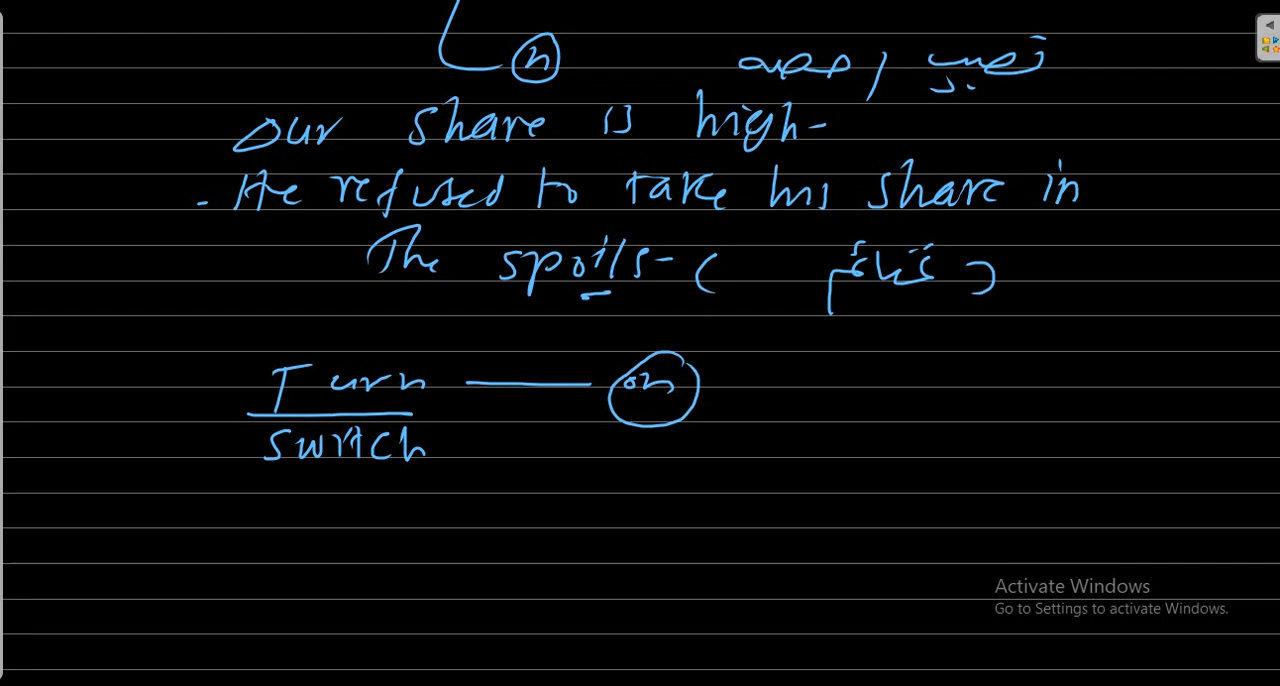 n
حصه / نصيب
Our share is high-
- He refused to take his share in
The spoils- ( غنائم )
Turn — on
switch
Activate Windows
Go to Settings to activate Windows.